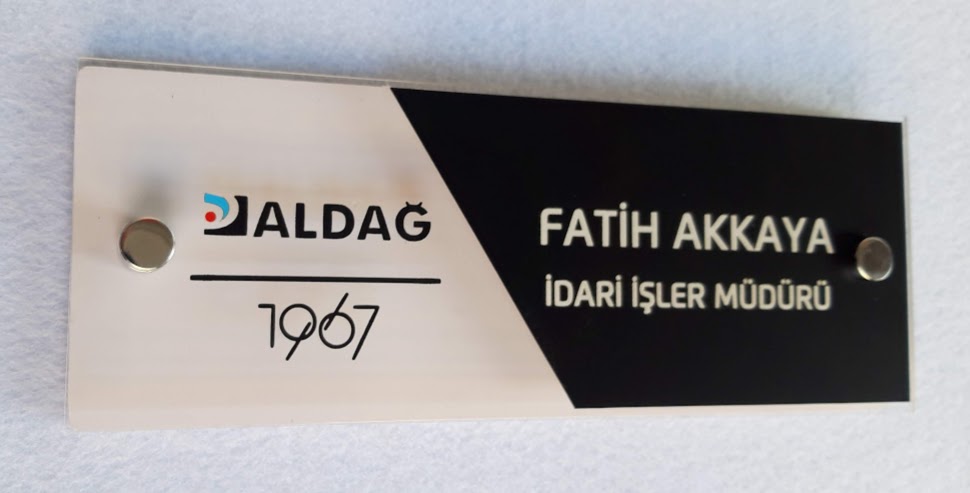 ALDAĞ
1967
FATİH AKKAYA
İDARİ İŞLER MÜDÜRÜ